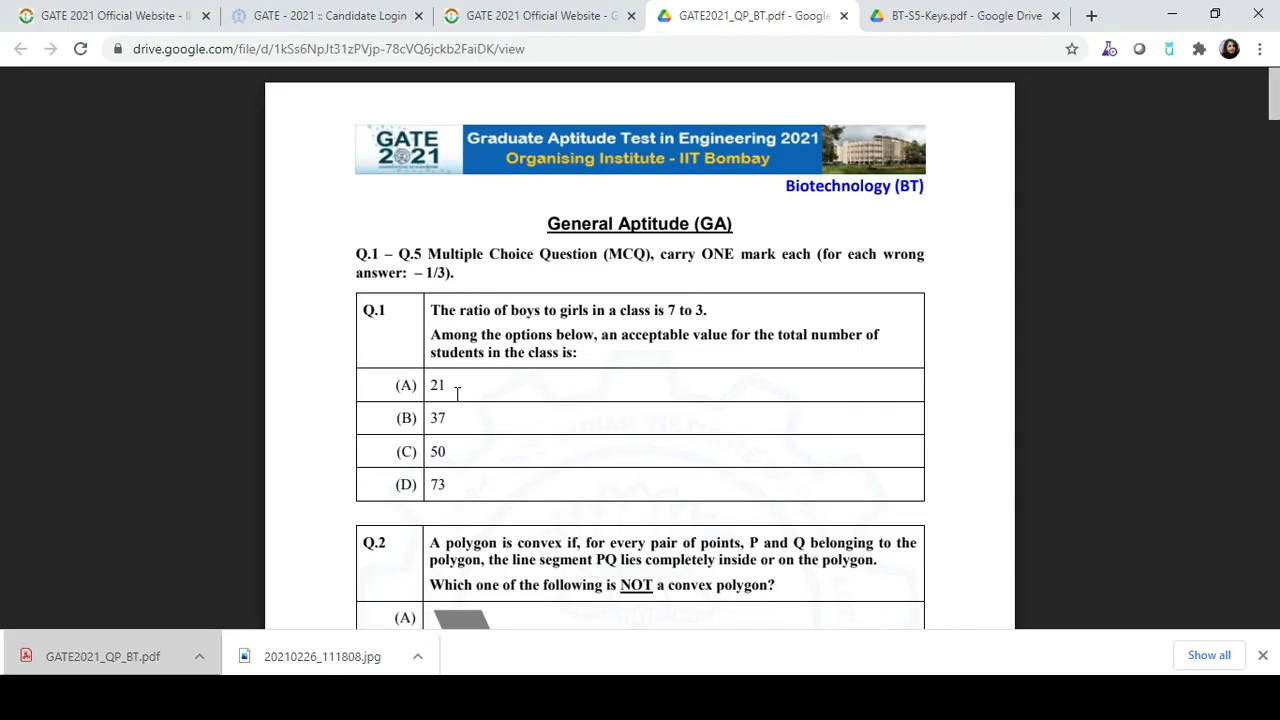 GATE 2021 Official Website - II
GATE - 2021 :: Candidate Login
GATE 2021 Official Website - G
GATE2021_QP_BT.pdf - Google
BT-S5-Keys.pdf - Google Drive
drive.google.com/file/d/1kSs6NpJt31zPVjp-78cVQ6jckb2FaiDK/view
GATE
2021
Graduate Aptitude Test in Engineering 2021
Organising Institute - IIT Bombay
Biotechnology (BT)
General Aptitude (GA)
Q.1 – Q.5 Multiple Choice Question (MCQ), carry ONE mark each (for each wrong
answer: – 1/3).
Q.1 The ratio of boys to girls in a class is 7 to 3.
Among the options below, an acceptable value for the total number of
students in the class is:
(A) 21
(B) 37
(C) 50
(D) 73
Q.2 A polygon is convex if, for every pair of points, P and Q belonging to the
polygon, the line segment PQ lies completely inside or on the polygon.
Which one of the following is NOT a convex polygon?
(A)
GATE2021_QP_BT.pdf
20210226_111808.jpg
Show all